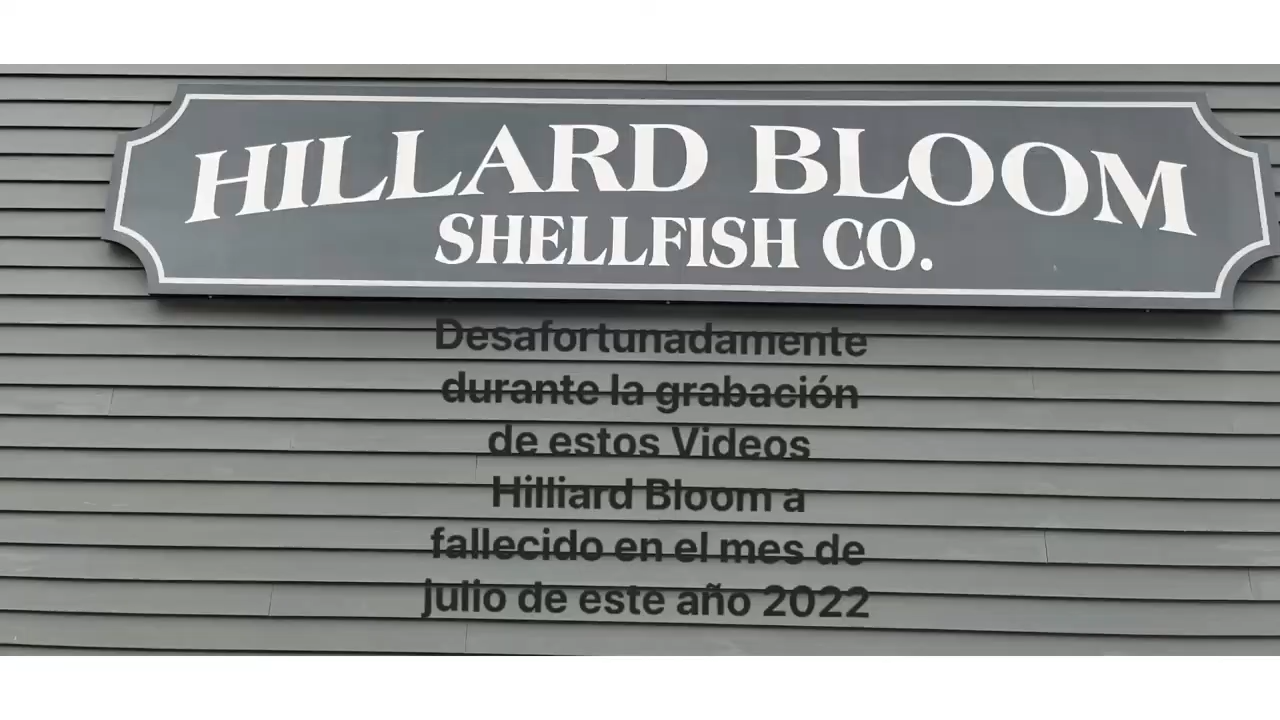 HILLARD BLOOM
SHELLFISH CO.
Desafortunadamente
durante la grabación
de estos Videos
Hilliard Bloom a
fallecido en el mes de
julio de este año 2022